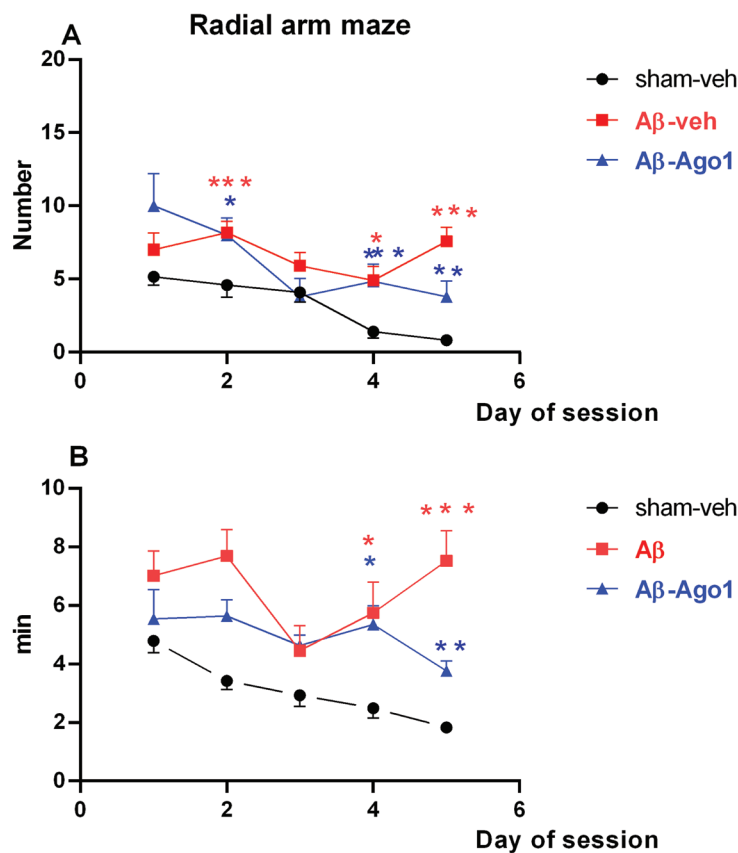 A
Radial arm maze
20
15
10
5
0
Number
0 2 4 6
Day of session
sham-veh
Aβ-veh
Aβ-Ago1
* * *
*
*
** *
* * *
* *
B
10
8
6
4
2
0
min
0 2 4 6
Day of session
sham-veh
Aβ
Aβ-Ago1
*
*
* * *
* *